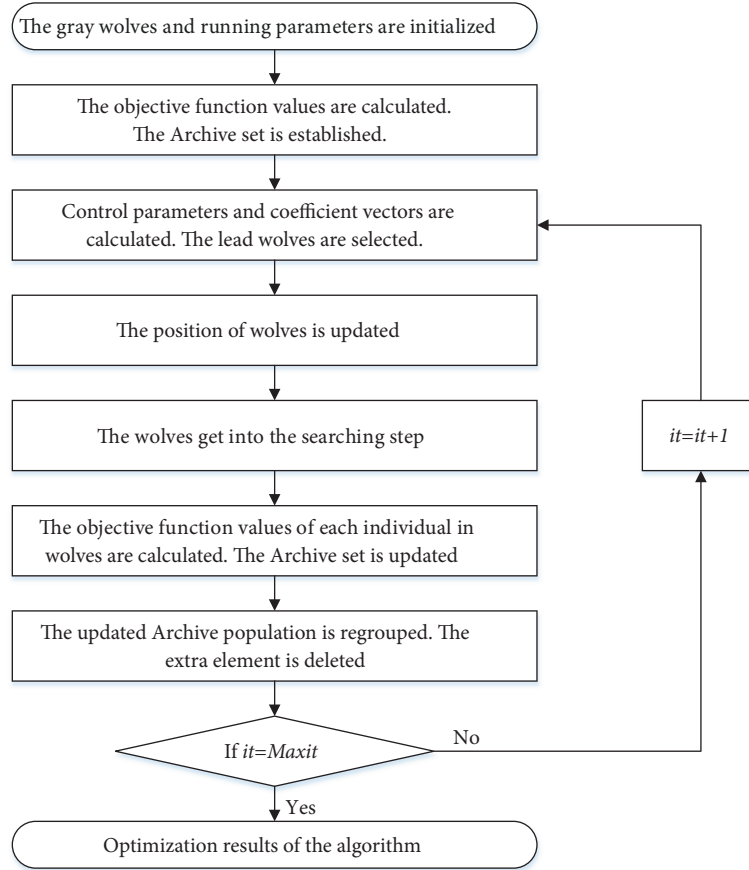 The gray wolves and running parameters are initialized
The objective function values are calculated.
The Archive set is established.
Control parameters and coefficient vectors are
calculated. The lead wolves are selected.
The position of wolves is updated
The wolves get into the searching step
it=it+1
The objective function values of each individual in
wolves are calculated. The Archive set is updated
The updated Archive population is regrouped. The
extra element is deleted
If it=Maxit
No
Yes
Optimization results of the algorithm